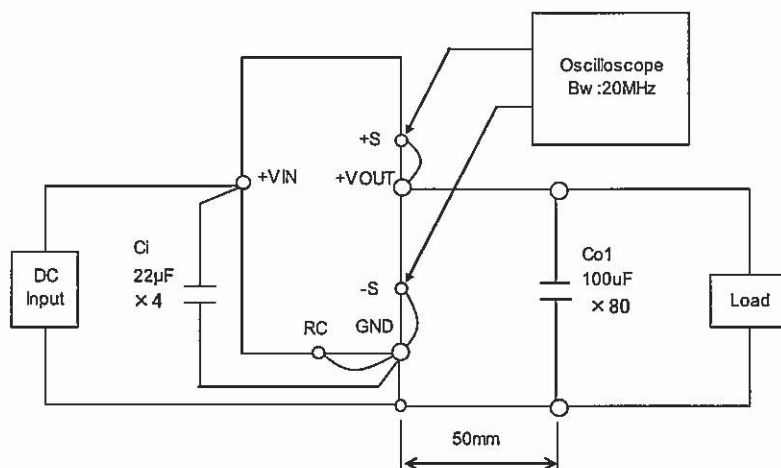 Oscilloscope
Bw :20MHz
+S
+VIN
+VOUT
Ci
22µF
×4
DC
Input
-S
Co1
100uF
×80
Load
RC
GND
50mm